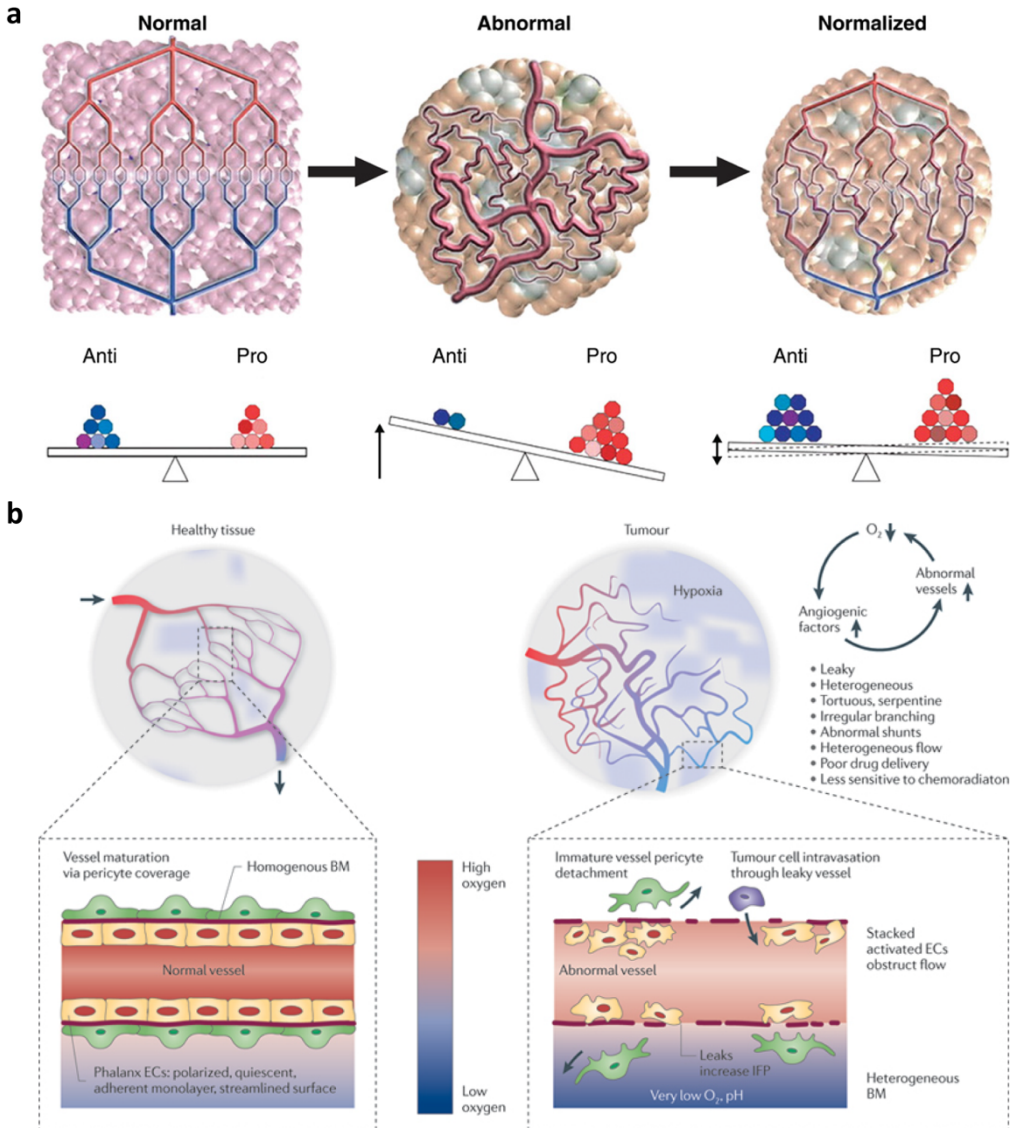 a
Normal
Abnormal
Normalized
Anti
Pro
Anti
Pro
Anti
Pro
b
Healthy tissue
Tumour
Hypoxia
O2
Abnormal
vessels
Angiogenic
factors
• Leaky
• Heterogeneous
• Tortuous, serpentine
• Irregular branching
• Abnormal shunts
• Heterogeneous flow
• Poor drug delivery
• Less sensitive to chemoradiaton
Vessel maturation
via pericyte coverage
Homogenous BM
Normal vessel
Phalanx ECs: polarized, quiescent,
adherent monolayer, streamlined surface
High
oxygen
Low
oxygen
Immature vessel pericyte
detachment
Tumour cell intravasation
through leaky vessel
Abnormal vessel
Stacked
activated ECs
obstruct flow
Leaks
increase IFP
Very low O2, pH
Heterogeneous
BM